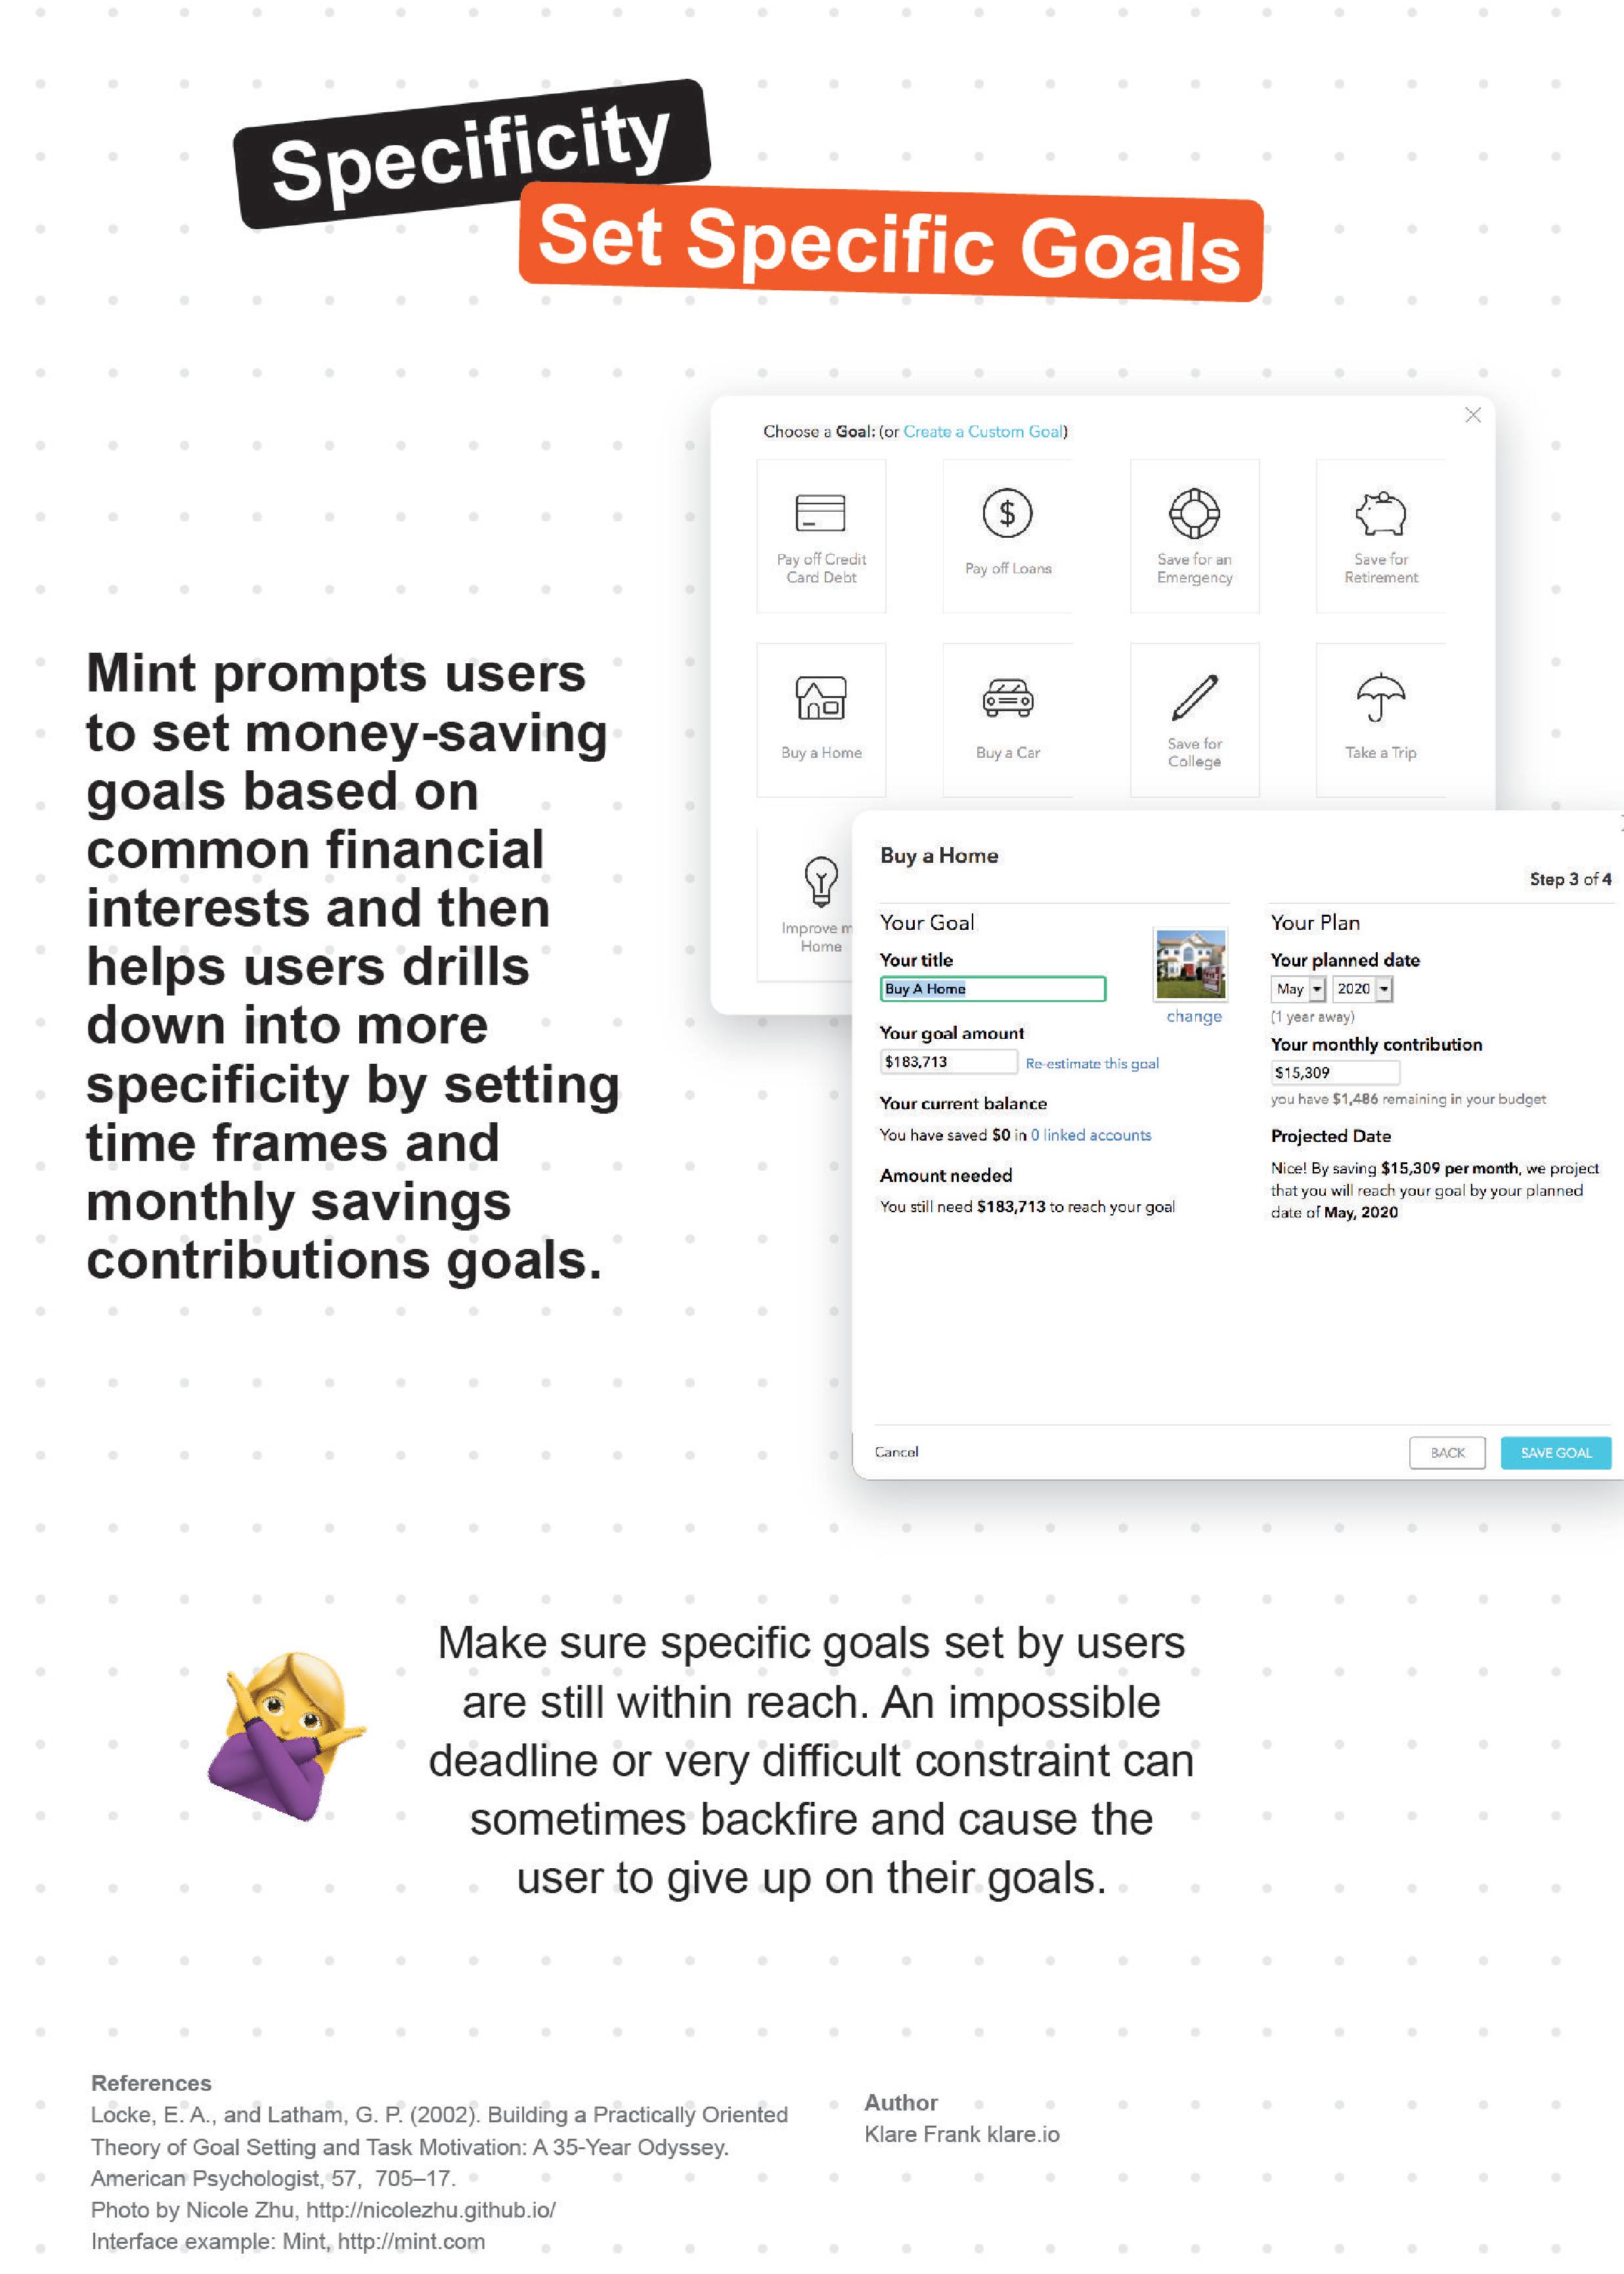 Specificity
Set Specific Goals
Choose a Goal: (or Create a Custom Goal)
Pay off Credit
Card Debt
Pay off Loans
Save for an
Emergency
Save for
Retirement
Buy a Home
Buy a Car
Save for
College
Take a Trip
Improve m
Home
Mint prompts users
to set money-saving
goals based on
common financial
interests and then
helps users drills
down into more
specificity by setting
time frames and
monthly savings
contributions goals.
Buy a Home
Step 3 of 4
Your Goal
Your title
Buy A Home
change
Your goal amount
$183,713 Re-estimate this goal
Your current balance
You have saved $0 in 0 linked accounts
Amount needed
You still need $183,713 to reach your goal
Your Plan
Your planned date
May 2020
(1 year away)
Your monthly contribution
$15,309
you have $1,486 remaining in your budget
Projected Date
Nice! By saving $15,309 per month, we project
that you will reach your goal by your planned
date of May, 2020
Cancel
BACK
SAVE GOAL
Make sure specific goals set by users
are still within reach. An impossible
deadline or very difficult constraint can
sometimes backfire and cause the
user to give up on their goals.
References
Locke, E. A., and Latham, G. P. (2002). Building a Practically Oriented
Theory of Goal Setting and Task Motivation: A 35-Year Odyssey.
American Psychologist, 57, 705–17.
Photo by Nicole Zhu, http://nicolezhu.github.io/
Interface example: Mint, http://mint.com
Author
Klare Frank klare.io